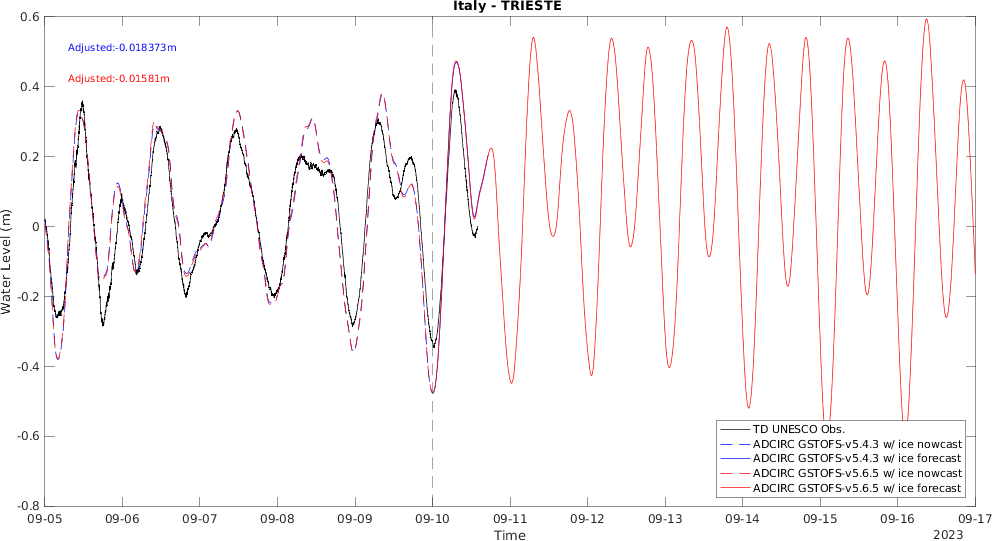 Italy - TRIESTE
Adjusted:-0.018373m
Adjusted:-0.01581m
0.6
0.4
0.2
0
-0.2
-0.4
-0.6
-0.8
Water Level (m)
TD UNESCO Obs.
ADCIRC GSTOFS-v5.4.3 w/ ice nowcast
ADCIRC GSTOFS-v5.4.3 w/ ice forecast
ADCIRC GSTOFS-v5.6.5 w/ ice nowcast
ADCIRC GSTOFS-v5.6.5 w/ ice forecast
09-05 09-06 09-07 09-08 09-09 09-10 09-11 09-12 09-13 09-14 09-15 09-16 09-17
Time
2023